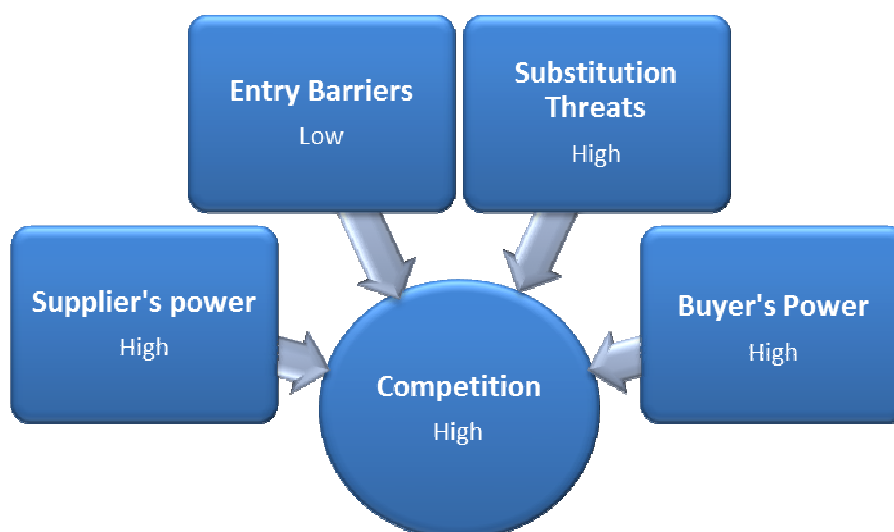 Entry Barriers
Low
Substitution
Threats
High
Supplier's power
High
Buyer's Power
High
Competition
High